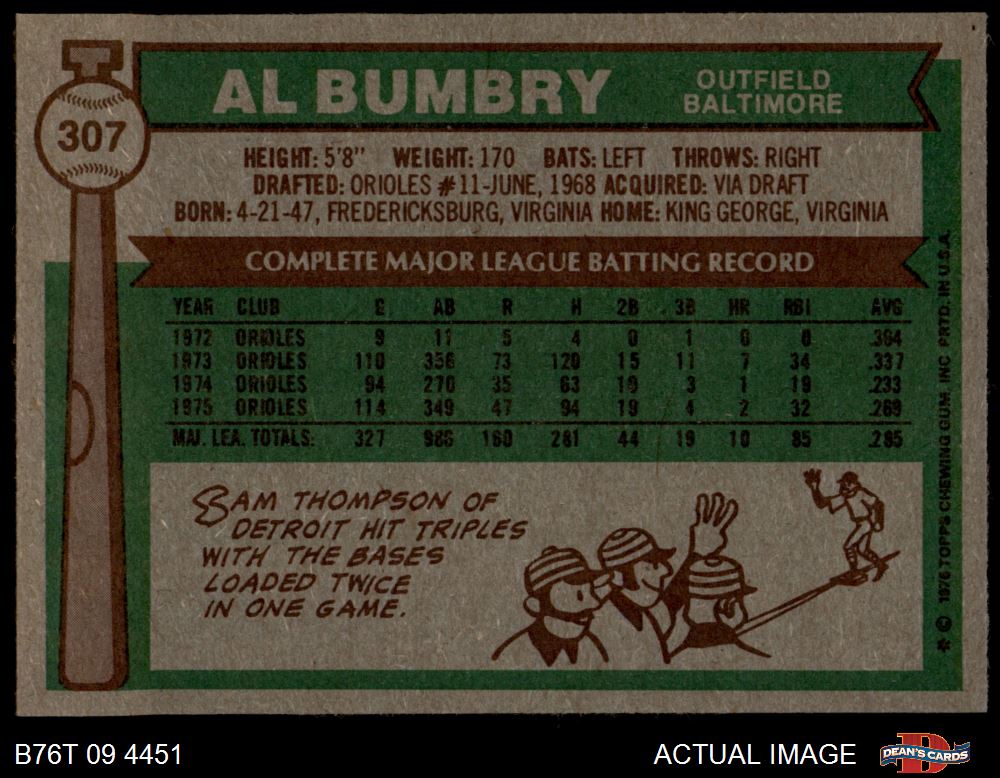 307
AL BUMBRY
OUTFIELD
BALTIMORE
HEIGHT: 5'8" WEIGHT: 170 BATS: LEFT THROWS: RIGHT
DRAFTED: ORIOLES #11-JUNE, 1968 ACQUIRED: VIA DRAFT
BORN: 4-21-47, FREDERICKSBURG, VIRGINIA HOME: KING GEORGE, VIRGINIA
COMPLETE MAJOR LEAGUE BATTING RECORD
YEAR CLUB G AB R H 2B 3B HR RBI AVG
1972 ORIOLES 9 11 5 4 0 1 0 0 .364
1973 ORIOLES 110 356 73 120 15 11 7 34 .337
1974 ORIOLES 94 270 35 63 10 3 1 19 .233
1975 ORIOLES 114 349 47 94 19 4 2 32 .269
MAJ. LEA. TOTALS: 327 986 160 281 44 19 10 85 .285
SAM THOMPSON OF
DETROIT HIT TRIPLES
WITH THE BASES
LOADED TWICE
IN ONE GAME.
* © 1976 TOPPS CHEWING GUM, INC PRTD. IN U.S.A.
B76T 09 4451
ACTUAL IMAGE
DEAN'S CARDS